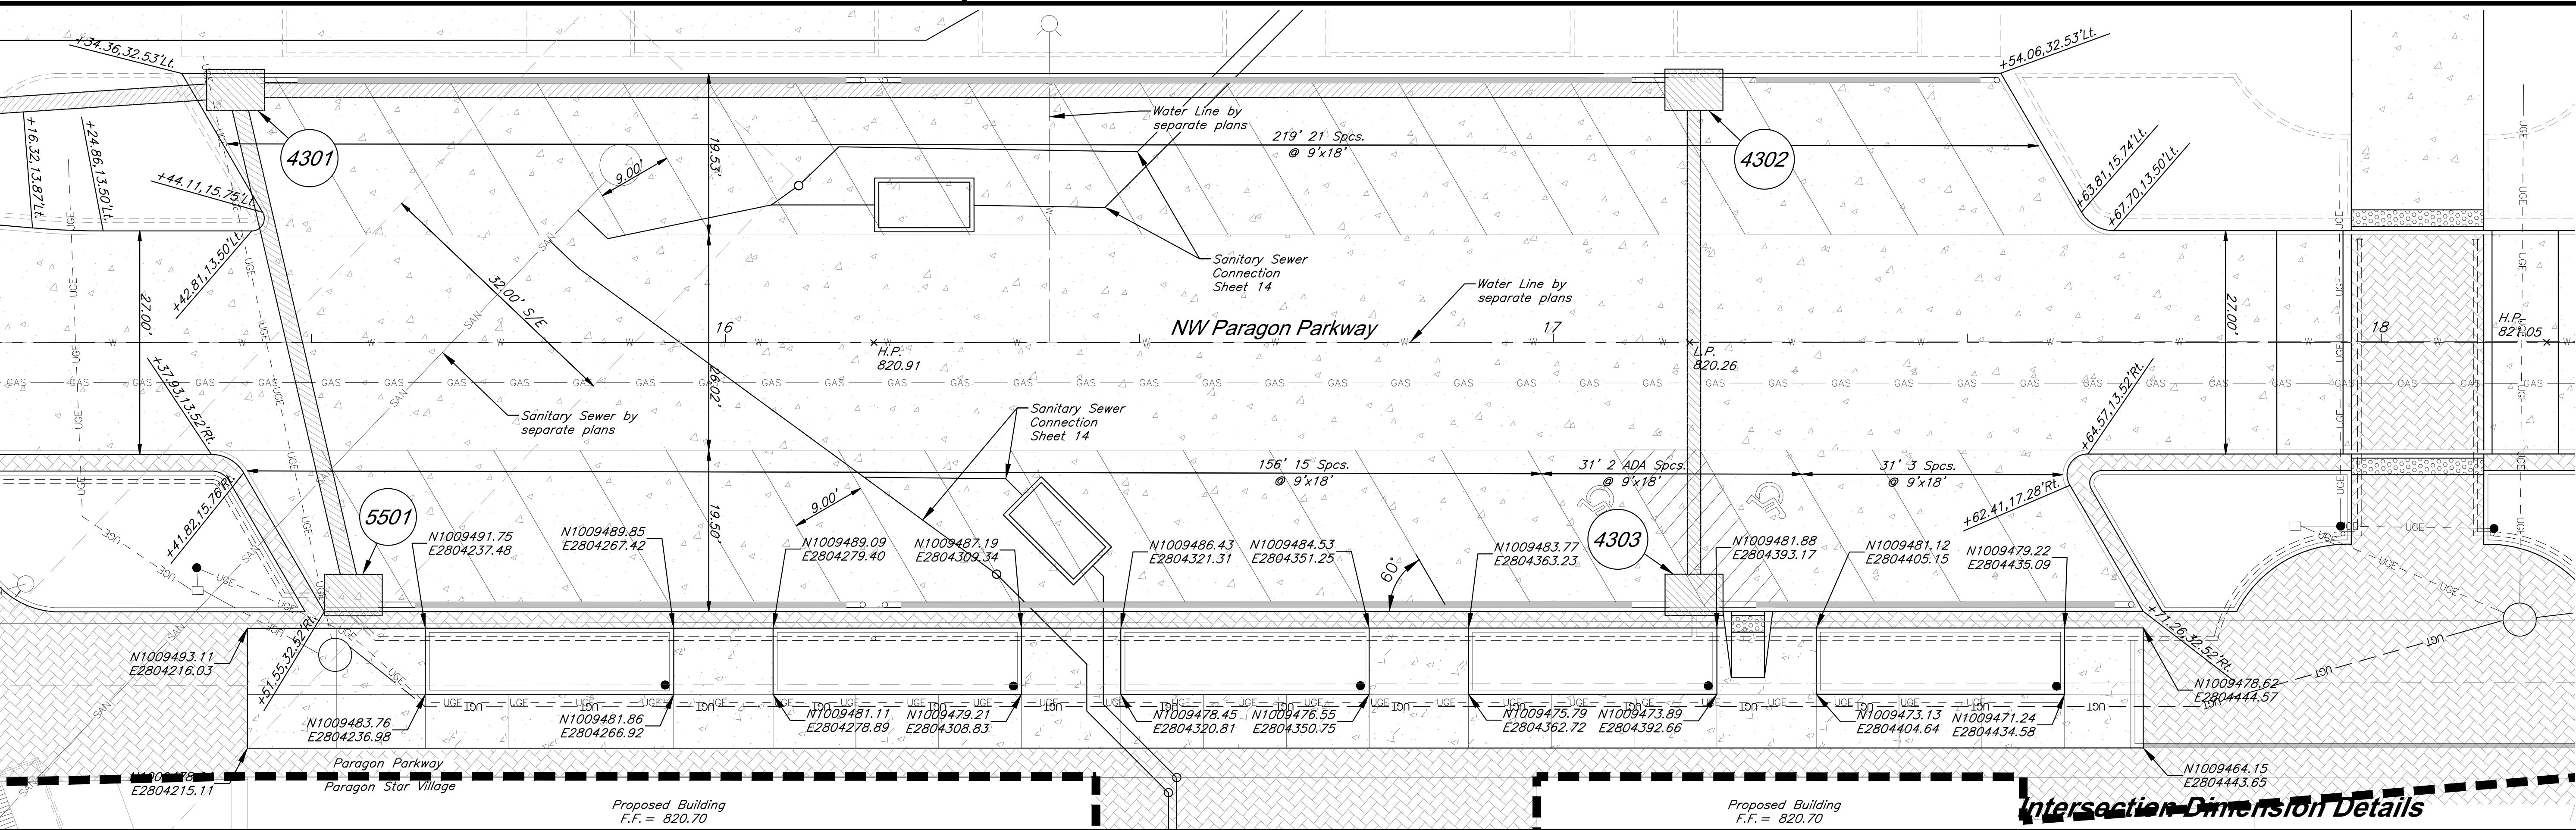 +34.36,32.53'Lt.
+16.32,13.87'Lt.
+24.86,13.50'Lt.
+44.11,15.75'Lt.
+42.81,13.50'Lt.
4301
4302
19.53'
9.00'
219' 21 Spcs.
@ 9'x18'
Water Line by
separate plans
+54.06,32.53'Lt.
+63.81,15.74'Lt.
+67.70,13.50'Lt.
Sanitary Sewer
Connection
Sheet 14
27.00'
32.00' S/E
16
H.P.
820.91
NW Paragon Parkway
Water Line by
separate plans
17
L.P.
820.26
27.00'
18
H.P.
821.05
GAS
UGE
SAN
W
26.02'
+37.93,13.52'Rt.
+41.82,15.76'Rt.
Sanitary Sewer by
separate plans
Sanitary Sewer
Connection
Sheet 14
156' 15 Spcs.
@ 9'x18'
31' 2 ADA Spcs.
@ 9'x18'
31' 3 Spcs.
@ 9'x18'
+64.57,13.52'Rt.
+62.41,17.28'Rt.
5501
4303
19.50'
9.00'
60°
N1009491.75
E2804237.48
N1009489.85
E2804267.42
N1009489.09
E2804279.40
N1009487.19
E2804309.34
N1009486.43
E2804321.31
N1009484.53
E2804351.25
N1009483.77
E2804363.23
N1009481.88
E2804393.17
N1009481.12
E2804405.15
N1009479.22
E2804435.09
N1009493.11
E2804216.03
+51.55,32.52'Rt.
+71.26,32.52'Rt.
N1009478.62
E2804444.57
UGT
N1009483.76
E2804236.98
N1009481.86
E2804266.92
N1009481.11
E2804278.89
N1009479.21
E2804308.83
N1009478.45
E2804320.81
N1009476.55
E2804350.75
N1009475.79
E2804362.72
N1009473.89
E2804392.66
N1009473.13
E2804404.64
N1009471.24
E2804434.58
E2804215.11
Paragon Parkway
Paragon Star Village
N1009464.15
E2804443.65
Proposed Building
F.F. = 820.70
Proposed Building
F.F. = 820.70
Intersection Dimension Details